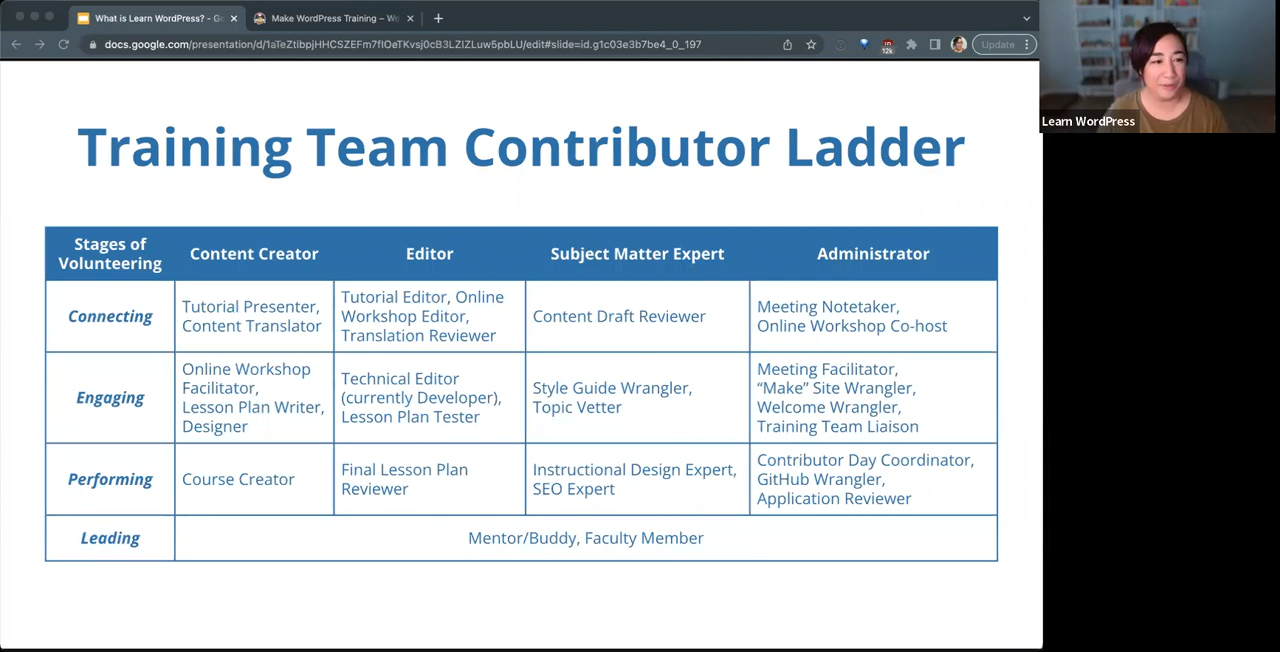 What is Learn WordPress? - Go
Make WordPress Training – Wo
docs.google.com/presentation/d/1aTeZtibpjHHCSZEFm7flOeTKvsj0cB3LZIZLuw5pbLU/edit#slide=id.g1c03e3b7be4_0_197
12k
Update
Learn WordPress
Training Team Contributor Ladder
Stages of
Volunteering
Content Creator
Editor
Subject Matter Expert
Administrator
Connecting
Tutorial Presenter,
Content Translator
Tutorial Editor, Online
Workshop Editor,
Translation Reviewer
Content Draft Reviewer
Meeting Notetaker,
Online Workshop Co-host
Engaging
Online Workshop
Facilitator,
Lesson Plan Writer,
Designer
Technical Editor
(currently Developer),
Lesson Plan Tester
Style Guide Wrangler,
Topic Vetter
Meeting Facilitator,
“Make” Site Wrangler,
Welcome Wrangler,
Training Team Liaison
Performing
Course Creator
Final Lesson Plan
Reviewer
Instructional Design Expert,
SEO Expert
Contributor Day Coordinator,
GitHub Wrangler,
Application Reviewer
Leading
Mentor/Buddy, Faculty Member